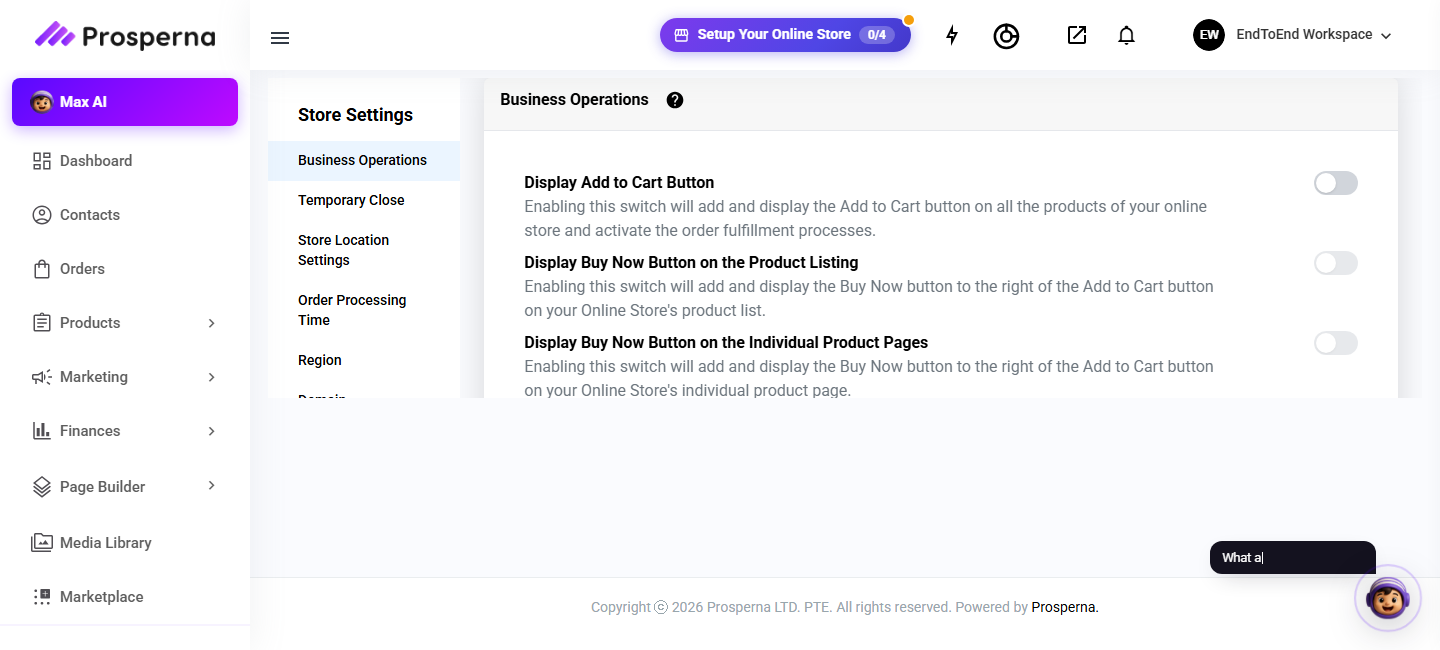 Prosperna
Setup Your Online Store 0/4
EW EndToEnd Workspace
Max AI
Dashboard
Contacts
Orders
Products
Marketing
Finances
Page Builder
Media Library
Marketplace
Store Settings
Business Operations
Temporary Close
Store Location
Settings
Order Processing
Time
Region
Domain
Business Operations ?
Display Add to Cart Button
Enabling this switch will add and display the Add to Cart button on all the products of your online
store and activate the order fulfillment processes.
Display Buy Now Button on the Product Listing
Enabling this switch will add and display the Buy Now button to the right of the Add to Cart button
on your Online Store's product list.
Display Buy Now Button on the Individual Product Pages
Enabling this switch will add and display the Buy Now button to the right of the Add to Cart button
on your Online Store's individual product page.
What a
Copyright © 2026 Prosperna LTD. PTE. All rights reserved. Powered by Prosperna.